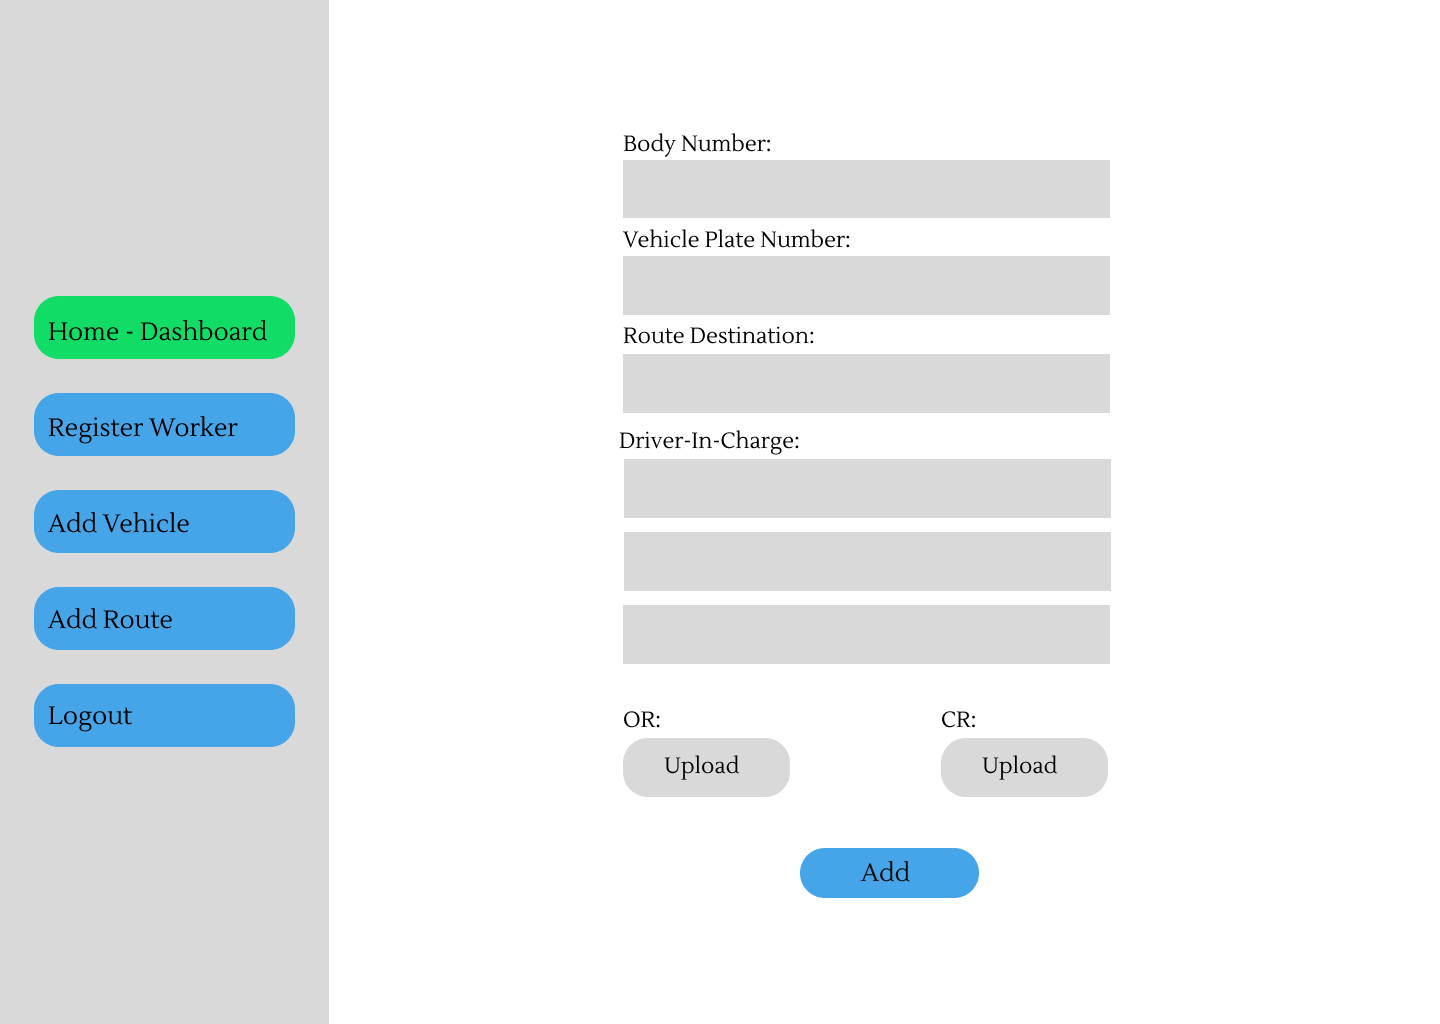 Home - Dashboard
Register Worker
Add Vehicle
Add Route
Logout
Body Number:
Vehicle Plate Number:
Route Destination:
Driver-In-Charge:
OR:
CR:
Upload
Upload
Add